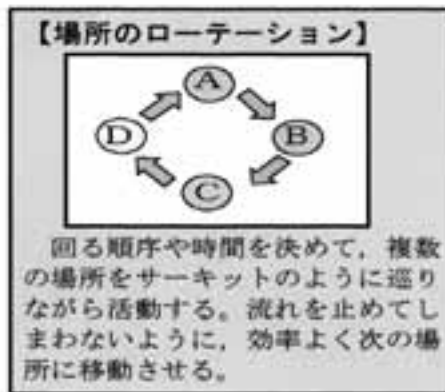 【場所のローテーション】
A
D
B
C
回る順序や時間を決めて，複数
の場所をサーキットのように巡り
ながら活動する。流れを止めてし
まわないように，効率よく次の場
所に移動させる。